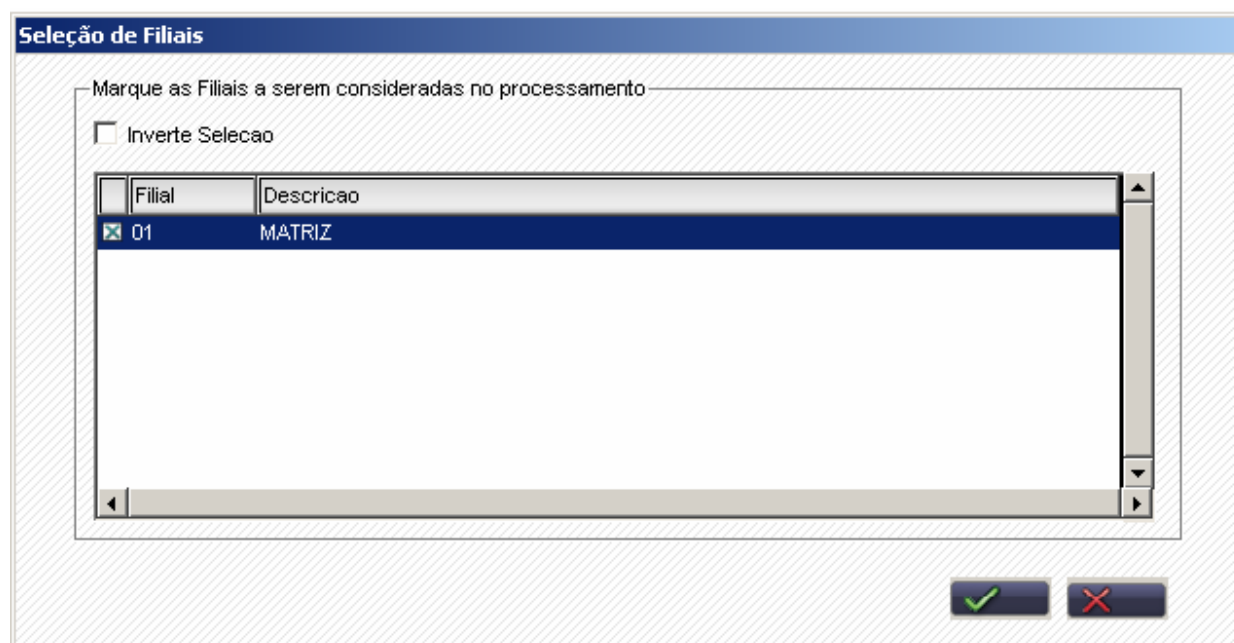 Seleção de Filiais
Marque as Filiais a serem consideradas no processamento
Inverte Selecao
Filial Descricao
01 MATRIZ